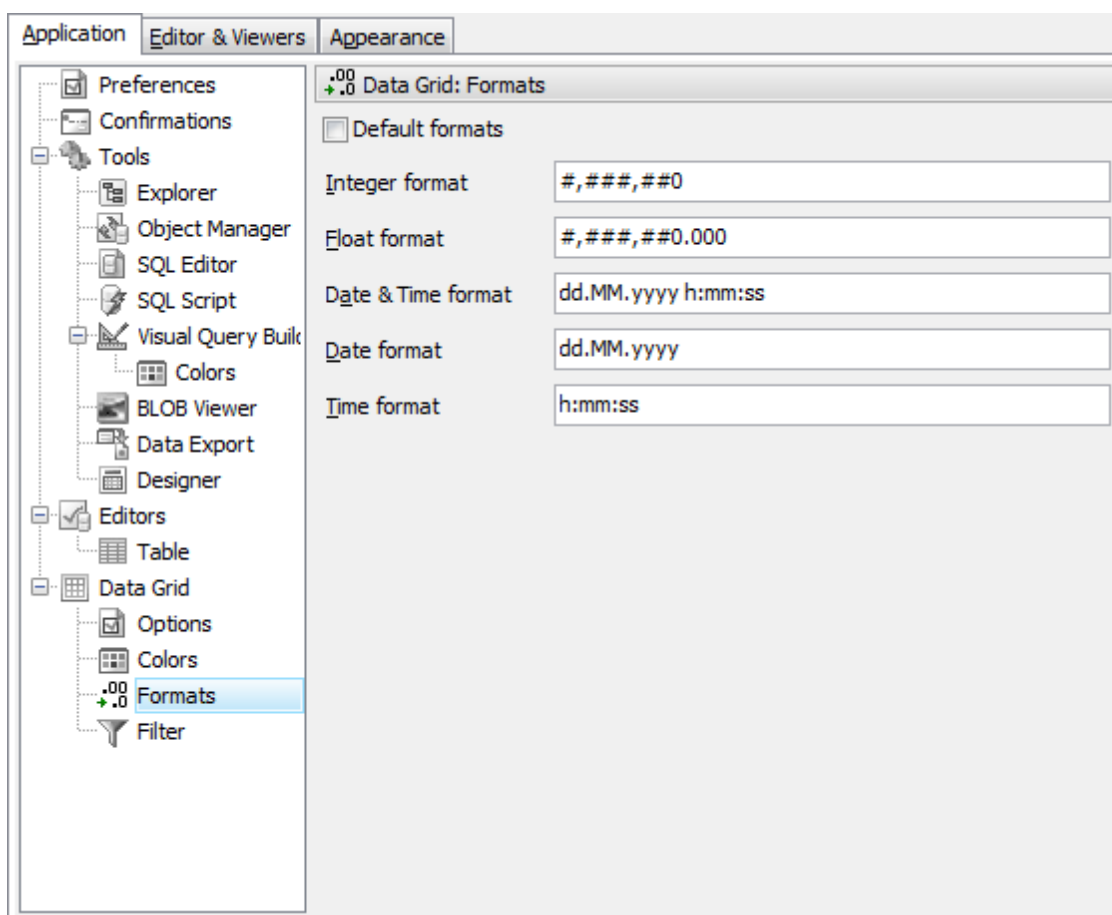 Application Editor & Viewers Appearance
Preferences
Confirmations
Tools
Explorer
Object Manager
SQL Editor
SQL Script
Visual Query Build
Colors
BLOB Viewer
Data Export
Designer
Editors
Table
Data Grid
Options
Colors
Formats
Filter
Data Grid: Formats
Default formats
Integer format #,###,##0
Float format #,###,##0.000
Date & Time format dd.MM.yyyy h:mm:ss
Date format dd.MM.yyyy
Time format h:mm:ss